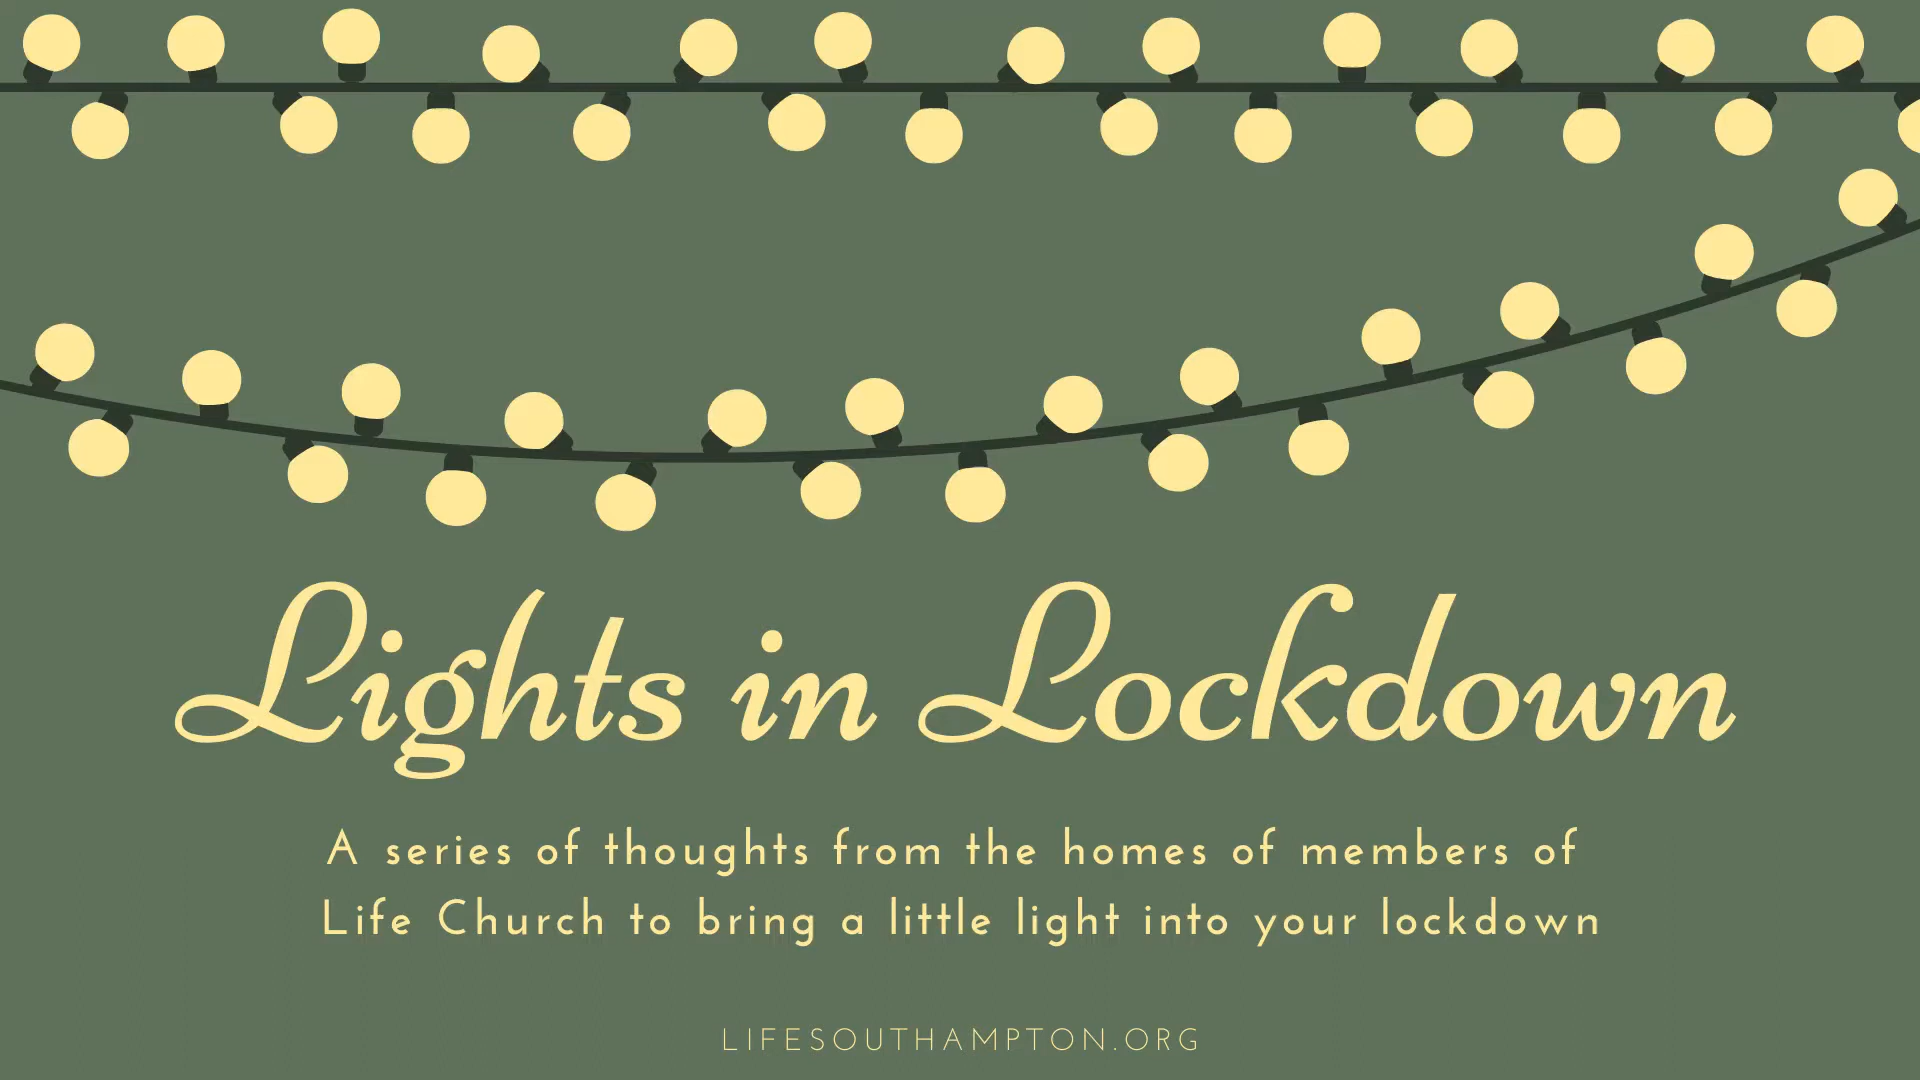 Lights in Lockdown
A series of thoughts from the homes of members of
Life Church to bring a little light into your lockdown
LIFESOUTHAMPTON.ORG